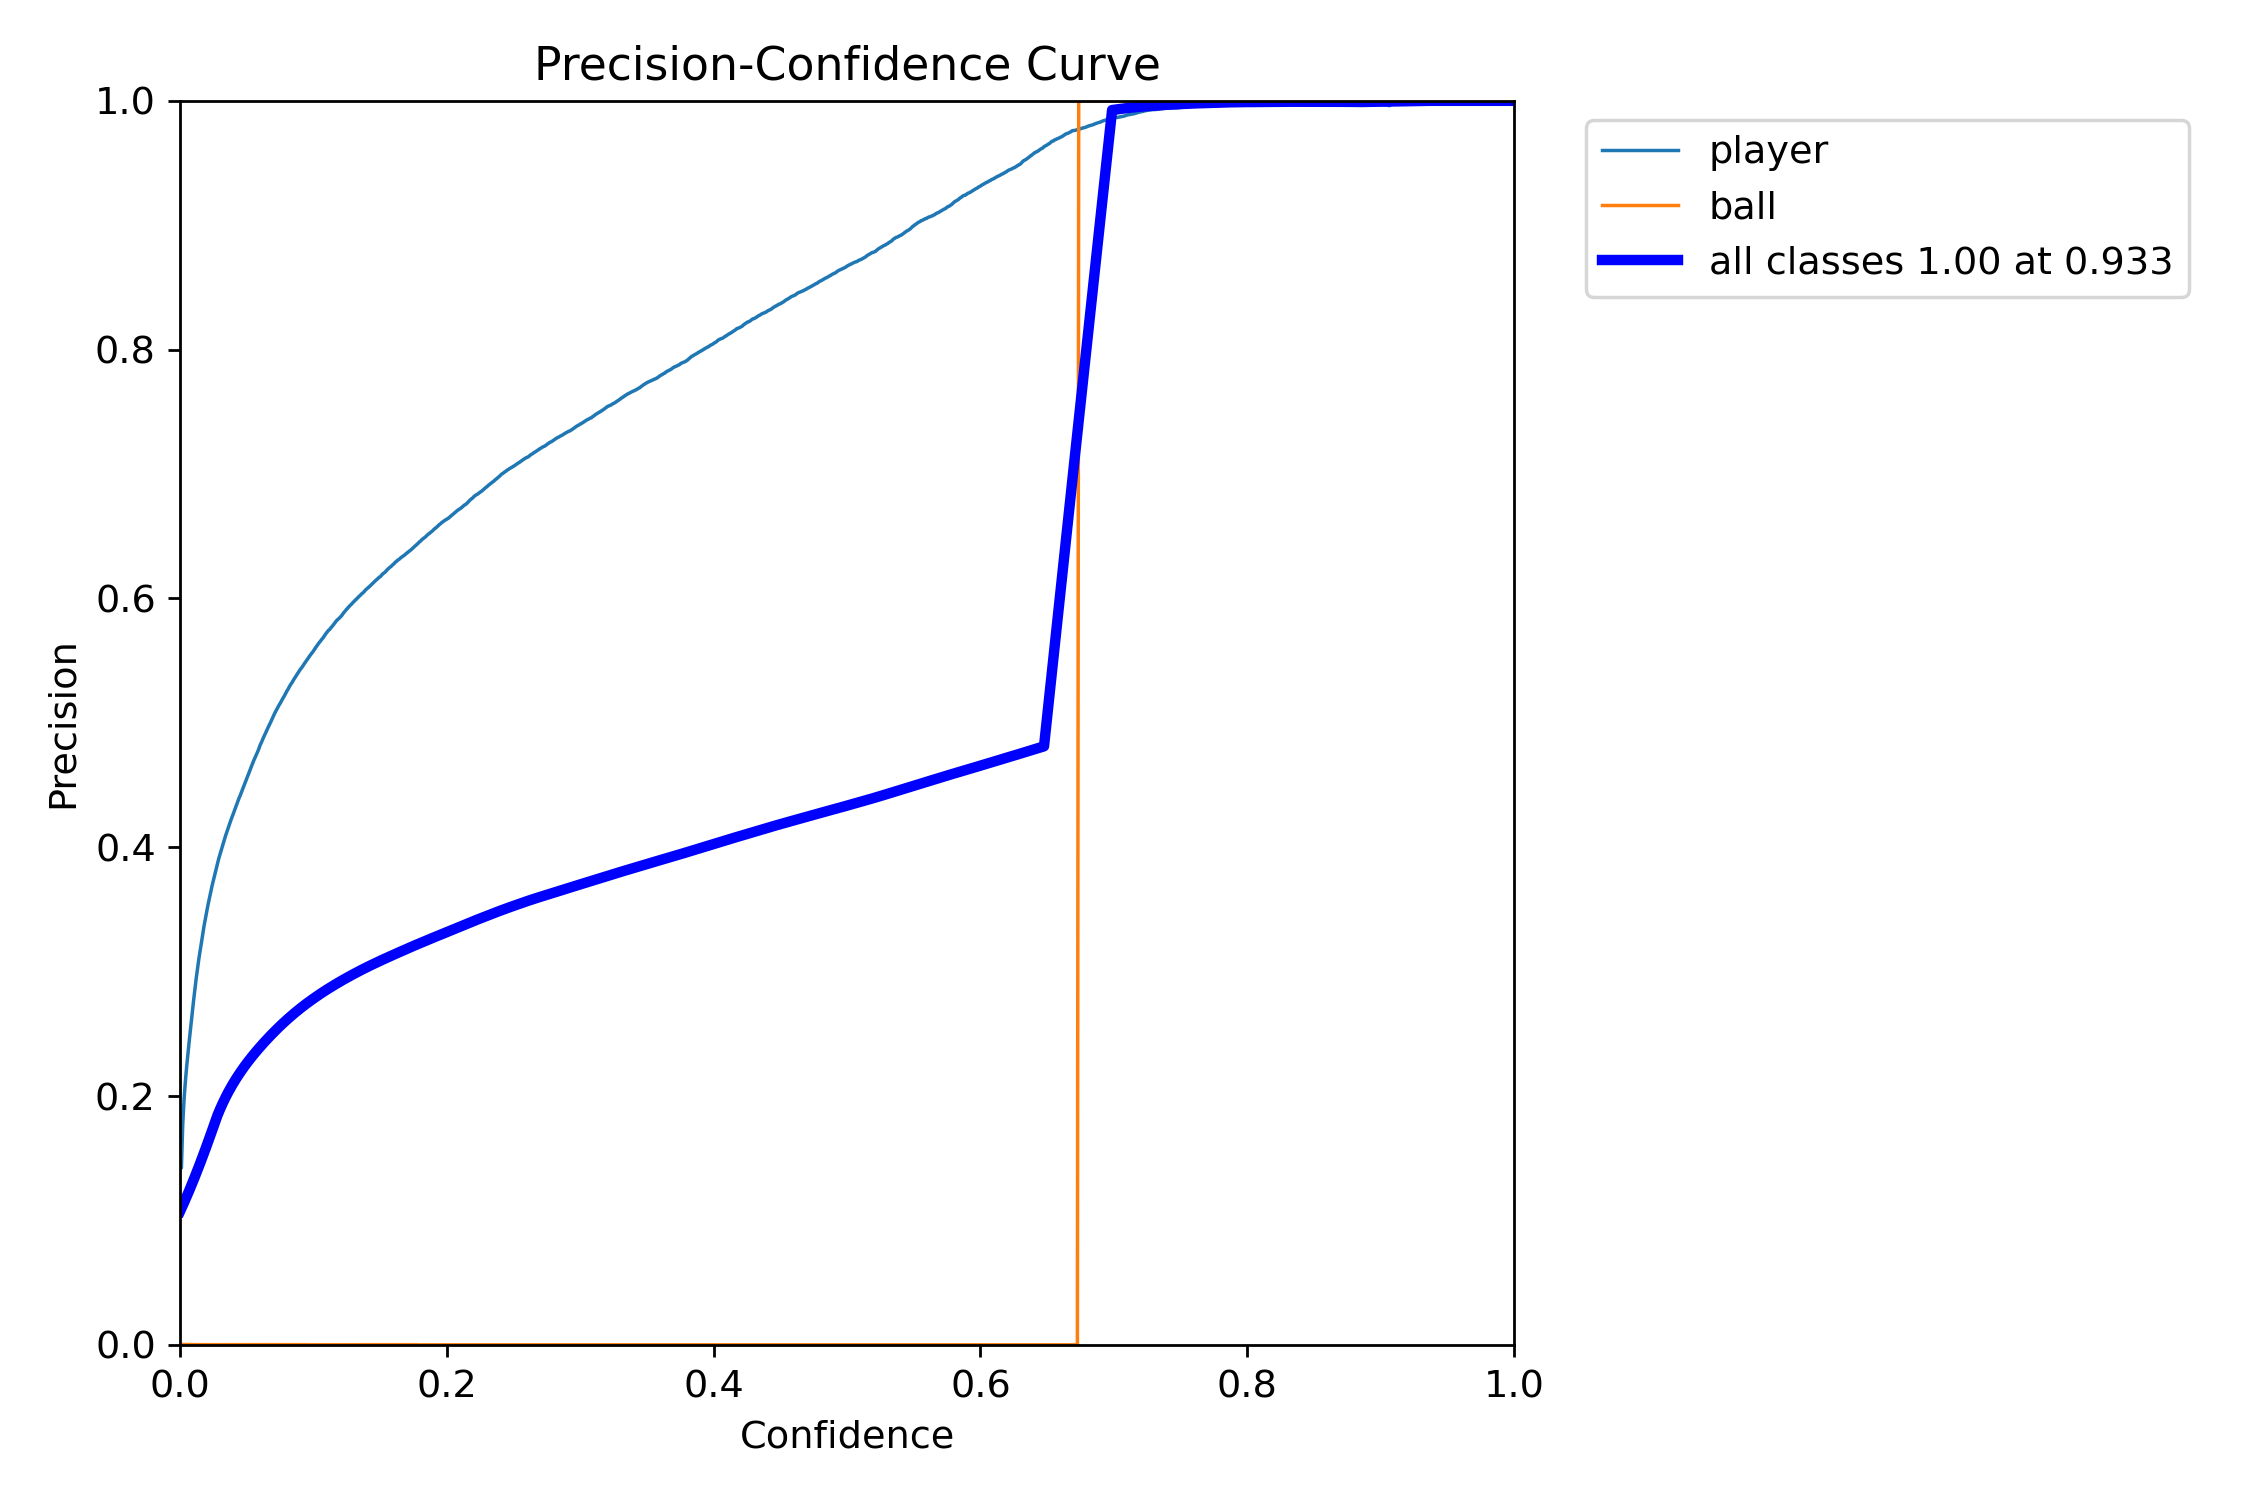 Precision-Confidence Curve
player
ball
all classes 1.00 at 0.933
Precision
1.0
0.8
0.6
0.4
0.2
0.0
0.0 0.2 0.4 0.6 0.8 1.0
Confidence